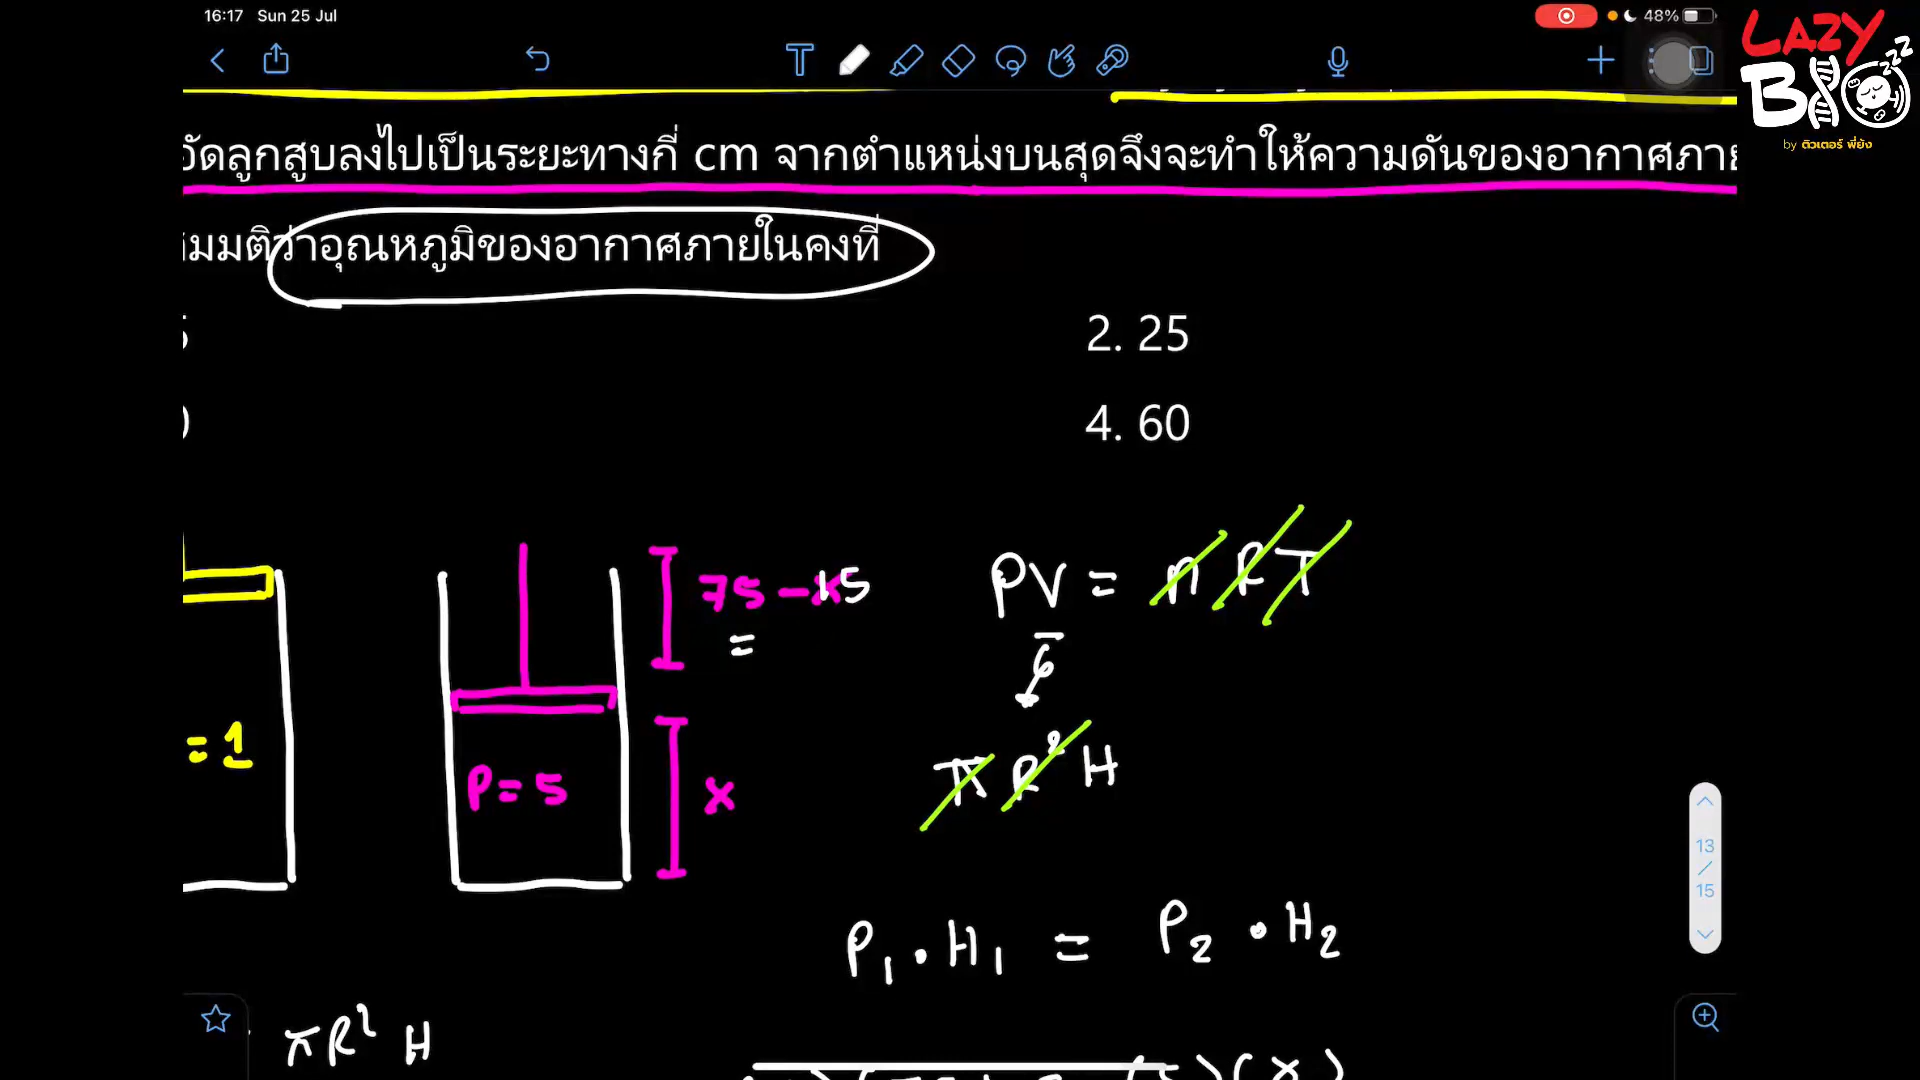 16:17 Sun 25 Jul
48%
LAZY
BIO zzz
by ติวเตอร์ พี่ยัง
อัดลูกสูบลงไปเป็นระยะทางกี่ cm จากตำแหน่งบนสุดจึงจะทำให้ความดันของอากาศภาย
สมมติว่าอุณหภูมิของอากาศภายในคงที่
2. 25
4. 60
75 - 15
=
PV = nRT
πR²H
= 1
P = 5
x
P₁ · H₁ = P₂ · H₂
πR² H
(5)(x)
13
/
15